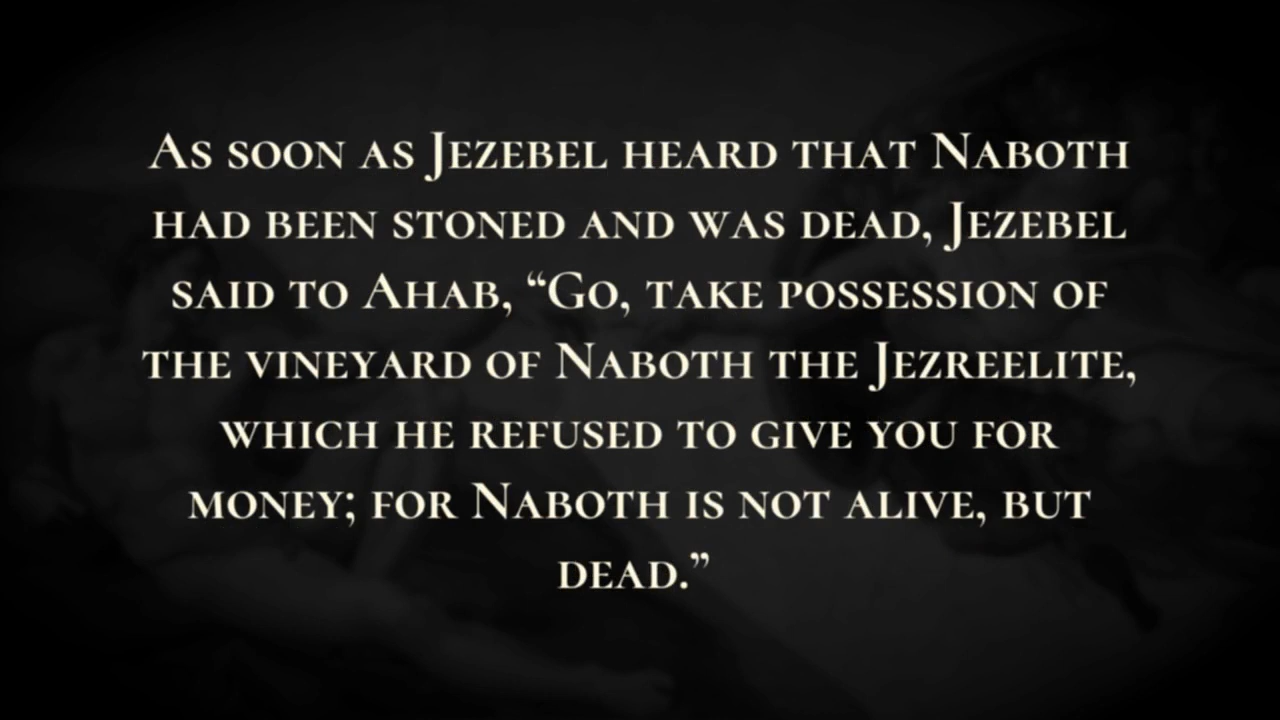 As soon as Jezebel heard that Naboth
had been stoned and was dead, Jezebel
said to Ahab, “Go, take possession of
the vineyard of Naboth the Jezreelite,
which he refused to give you for
money; for Naboth is not alive, but
dead.”